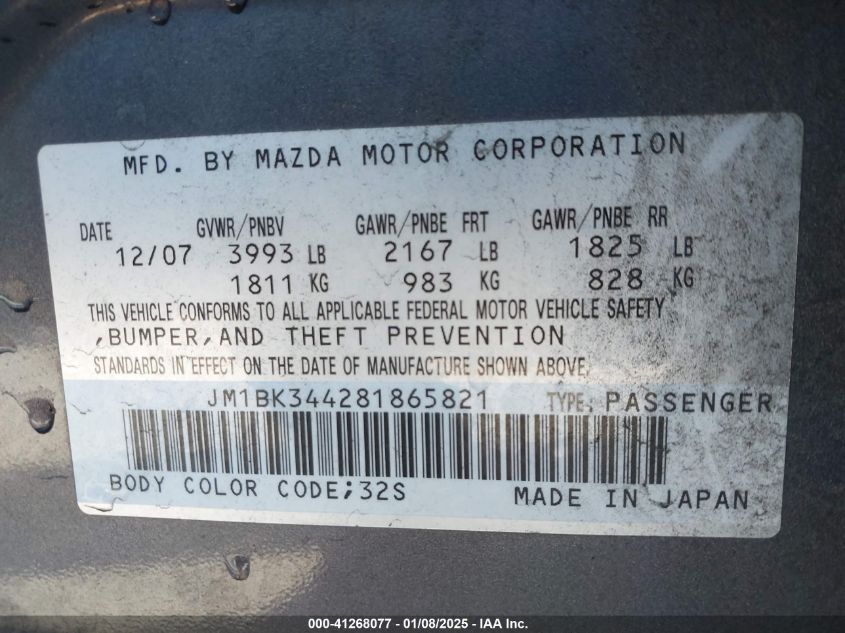 MFD. BY MAZDA MOTOR CORPORATION
DATE GVWR/PNBV GAWR/PNBE FRT GAWR/PNBE RR
12/07 3993 LB 2167 LB 1825 LB
1811 KG 983 KG 828 KG
THIS VEHICLE CONFORMS TO ALL APPLICABLE FEDERAL MOTOR VEHICLE SAFETY
,BUMPER,AND THEFT PREVENTION
STANDARDS IN EFFECT ON THE DATE OF MANUFACTURE SHOWN ABOVE.
JM1BK344281865821 TYPE: PASSENGER
BODY COLOR CODE;32S MADE IN JAPAN
000-41268077 - 01/08/2025 - IAA Inc.